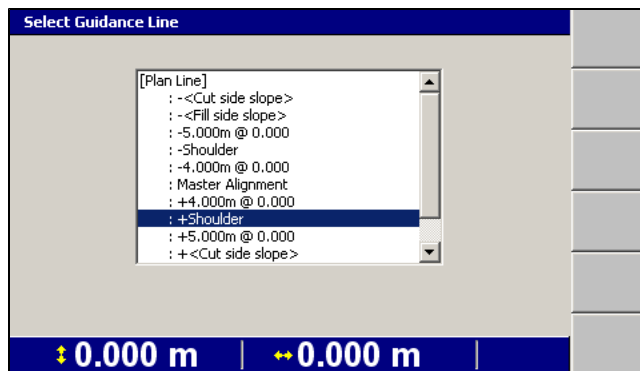 Select Guidance Line
[Plan Line]
: -<Cut side slope>
: -<Fill side slope>
: -5.000m @ 0.000
: -Shoulder
: -4.000m @ 0.000
: Master Alignment
: +4.000m @ 0.000
: +Shoulder
: +5.000m @ 0.000
: +<Cut side slope>
0.000 m 0.000 m